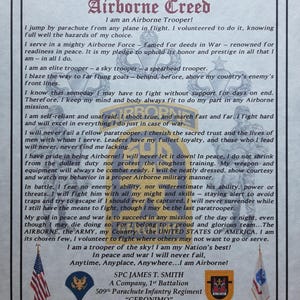 Airborne Creed
I am an Airborne Trooper!
I jump by parachute from any plane in flight. I volunteered to do it, knowing
full well the hazards of my choice.
I serve in a mighty Airborne Force – famed for deeds in War – renowned for
readiness in peace. It is my pledge to uphold its honor and prestige in all that I
am – in all I do.
I am an elite trooper – a sky trooper – a spearhead trooper.
I blaze the way to far flung goals – behind, before, above my country's enemy's
front lines.
I know that someday I may have to fight without support for days on end.
Therefore, I keep my mind and body always fit to do my part in any Airborne
mission.
I am self-reliant and unafraid. I shoot true, and march fast and far. I fight hard
and will excel in everything I do just in case of war.
I will never fail a fellow paratrooper – cherish the sacred trust and the lives of
men with whom I serve. Leaders have my fullest loyalty, and those who I lead
will never, never find me lacking.
I have pride in being Airborne! I will never let it down. In peace, I do not shrink
from the dullest duty nor protest the toughest training. My weapon and
equipment will always be combat ready. I will be neatly dressed, show courtesy
and watch my behavior in a proper Airborne military manner.
In battle, I fear no enemy's ability, nor underestimate his ability, power or
threats. I will fight him with all my might and skill – staying alert to avoid
traps and try to escape if I should ever be captured. I will never surrender while
I still have the means to fight, though I may be the last paratrooper.
My goal in peace and war is to succeed in any mission of the day or night, even
though I may die doing so. For I belong to a proud and glorious team. The
AIRBORNE, the ARMY, my Country – the UNITED STATES OF AMERICA. I am
its chosen few, I volunteer to fight where others do not want to go or serve.
I am a trooper of the sky! I am my Nation's best!
In peace and war I will never fail,
Anytime, Anyplace, Anywhere…I am Airborne!
SPC JAMES T. SMITH
A Company, 1st Battalion
509th Parachute Infantry Regiment
"GERONIMO"